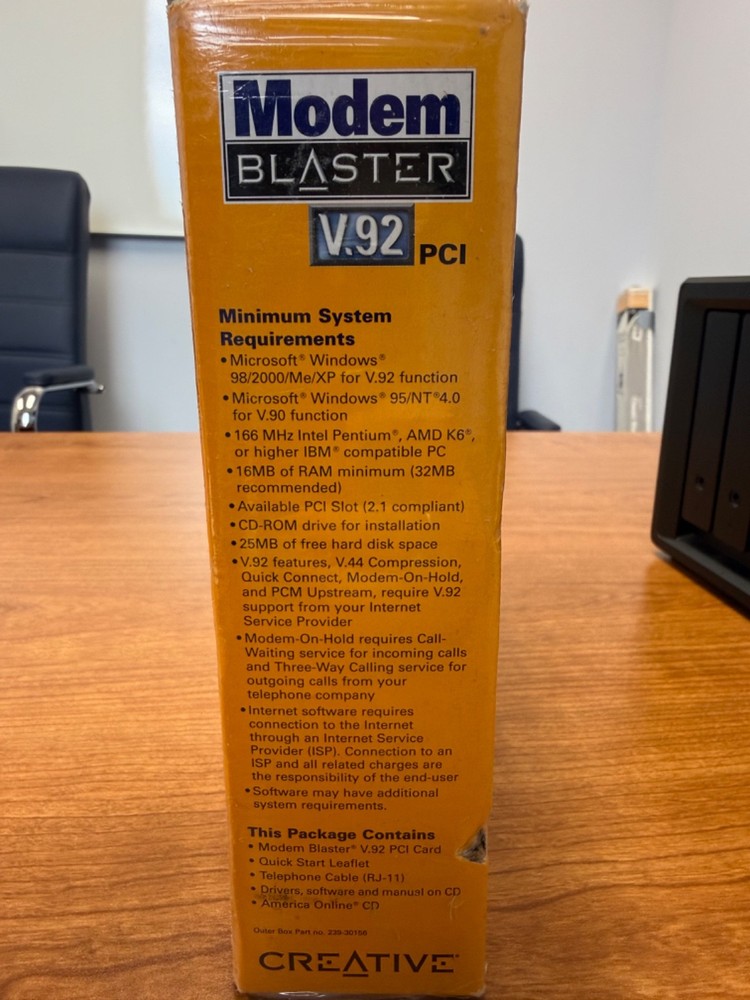 Modem
BLASTER
V.92 PCI
Minimum System
Requirements
• Microsoft® Windows®
98/2000/Me/XP for V.92 function
• Microsoft® Windows® 95/NT®4.0
for V.90 function
• 166 MHz Intel Pentium®, AMD K6®,
or higher IBM® compatible PC
• 16MB of RAM minimum (32MB
recommended)
• Available PCI Slot (2.1 compliant)
• CD-ROM drive for installation
• 25MB of free hard disk space
• V.92 features, V.44 Compression,
Quick Connect, Modem-On-Hold,
and PCM Upstream, require V.92
support from your Internet
Service Provider
• Modem-On-Hold requires Call-
Waiting service for incoming calls
and Three-Way Calling service for
outgoing calls from your
telephone company
• Internet software requires
connection to the Internet
through an Internet Service
Provider (ISP). Connection to an
ISP and all related charges are
the responsibility of the end-user
• Software may have additional
system requirements.
This Package Contains
• Modem Blaster® V.92 PCI Card
• Quick Start Leaflet
• Telephone Cable (RJ-11)
• Drivers, software and manual on CD
• America Online® CD
Outer Box Part no. 235-30156
CREATIVE®